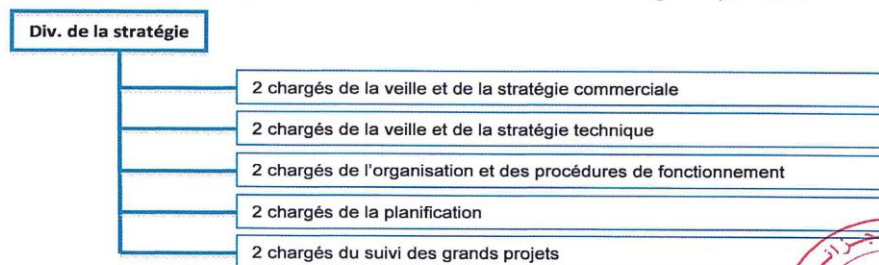 Div. de la stratégie
2 chargés de la veille et de la stratégie commerciale
2 chargés de la veille et de la stratégie technique
2 chargés de l'organisation et des procédures de fonctionnement
2 chargés de la planification
2 chargés du suivi des grands projets